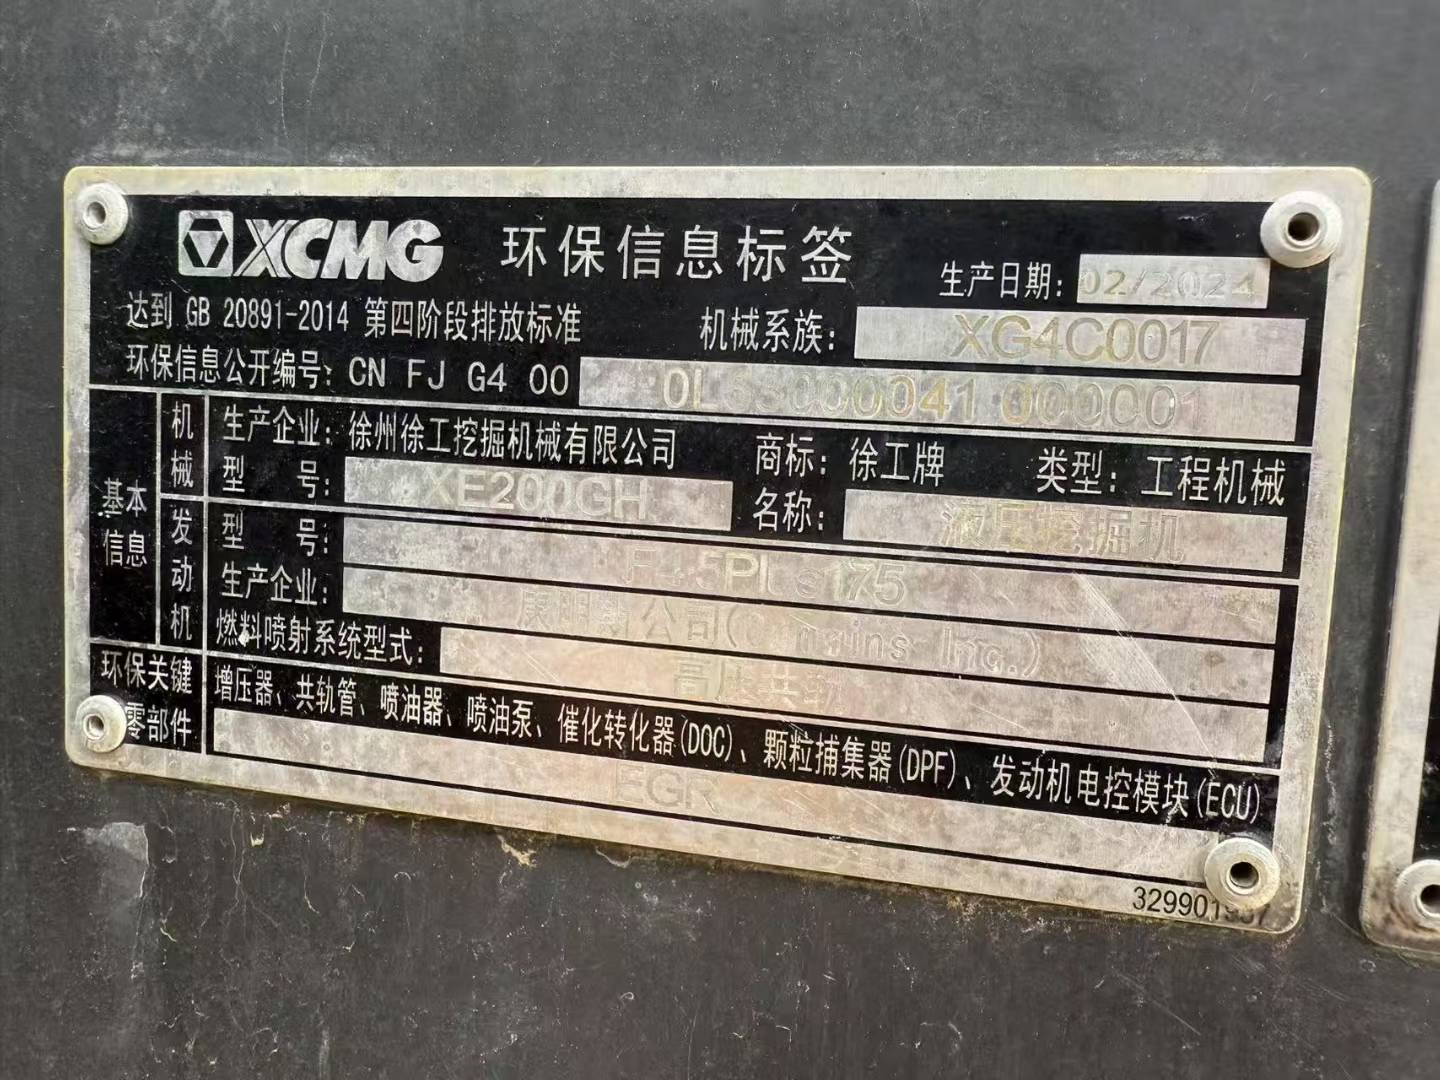 XCMG 环保信息标签 生产日期: 02/2024
达到 GB 20891-2014 第四阶段排放标准 机械系族: XG4C0017
环保信息公开编号: CN FJ G4 00 000041 000001
基本信息
机械
生产企业: 徐州徐工挖掘机械有限公司 商标: 徐工牌 类型: 工程机械
型 号: XE200GH 名称: 液压挖掘机
发动机
型 号:
生产企业: 康明斯公司( Inc.)
燃料喷射系统型式: 高压共轨
环保关键零部件
增压器、共轨管、喷油器、喷油泵、催化转化器(DOC)、颗粒捕集器(DPF)、发动机电控模块(ECU)
EGR